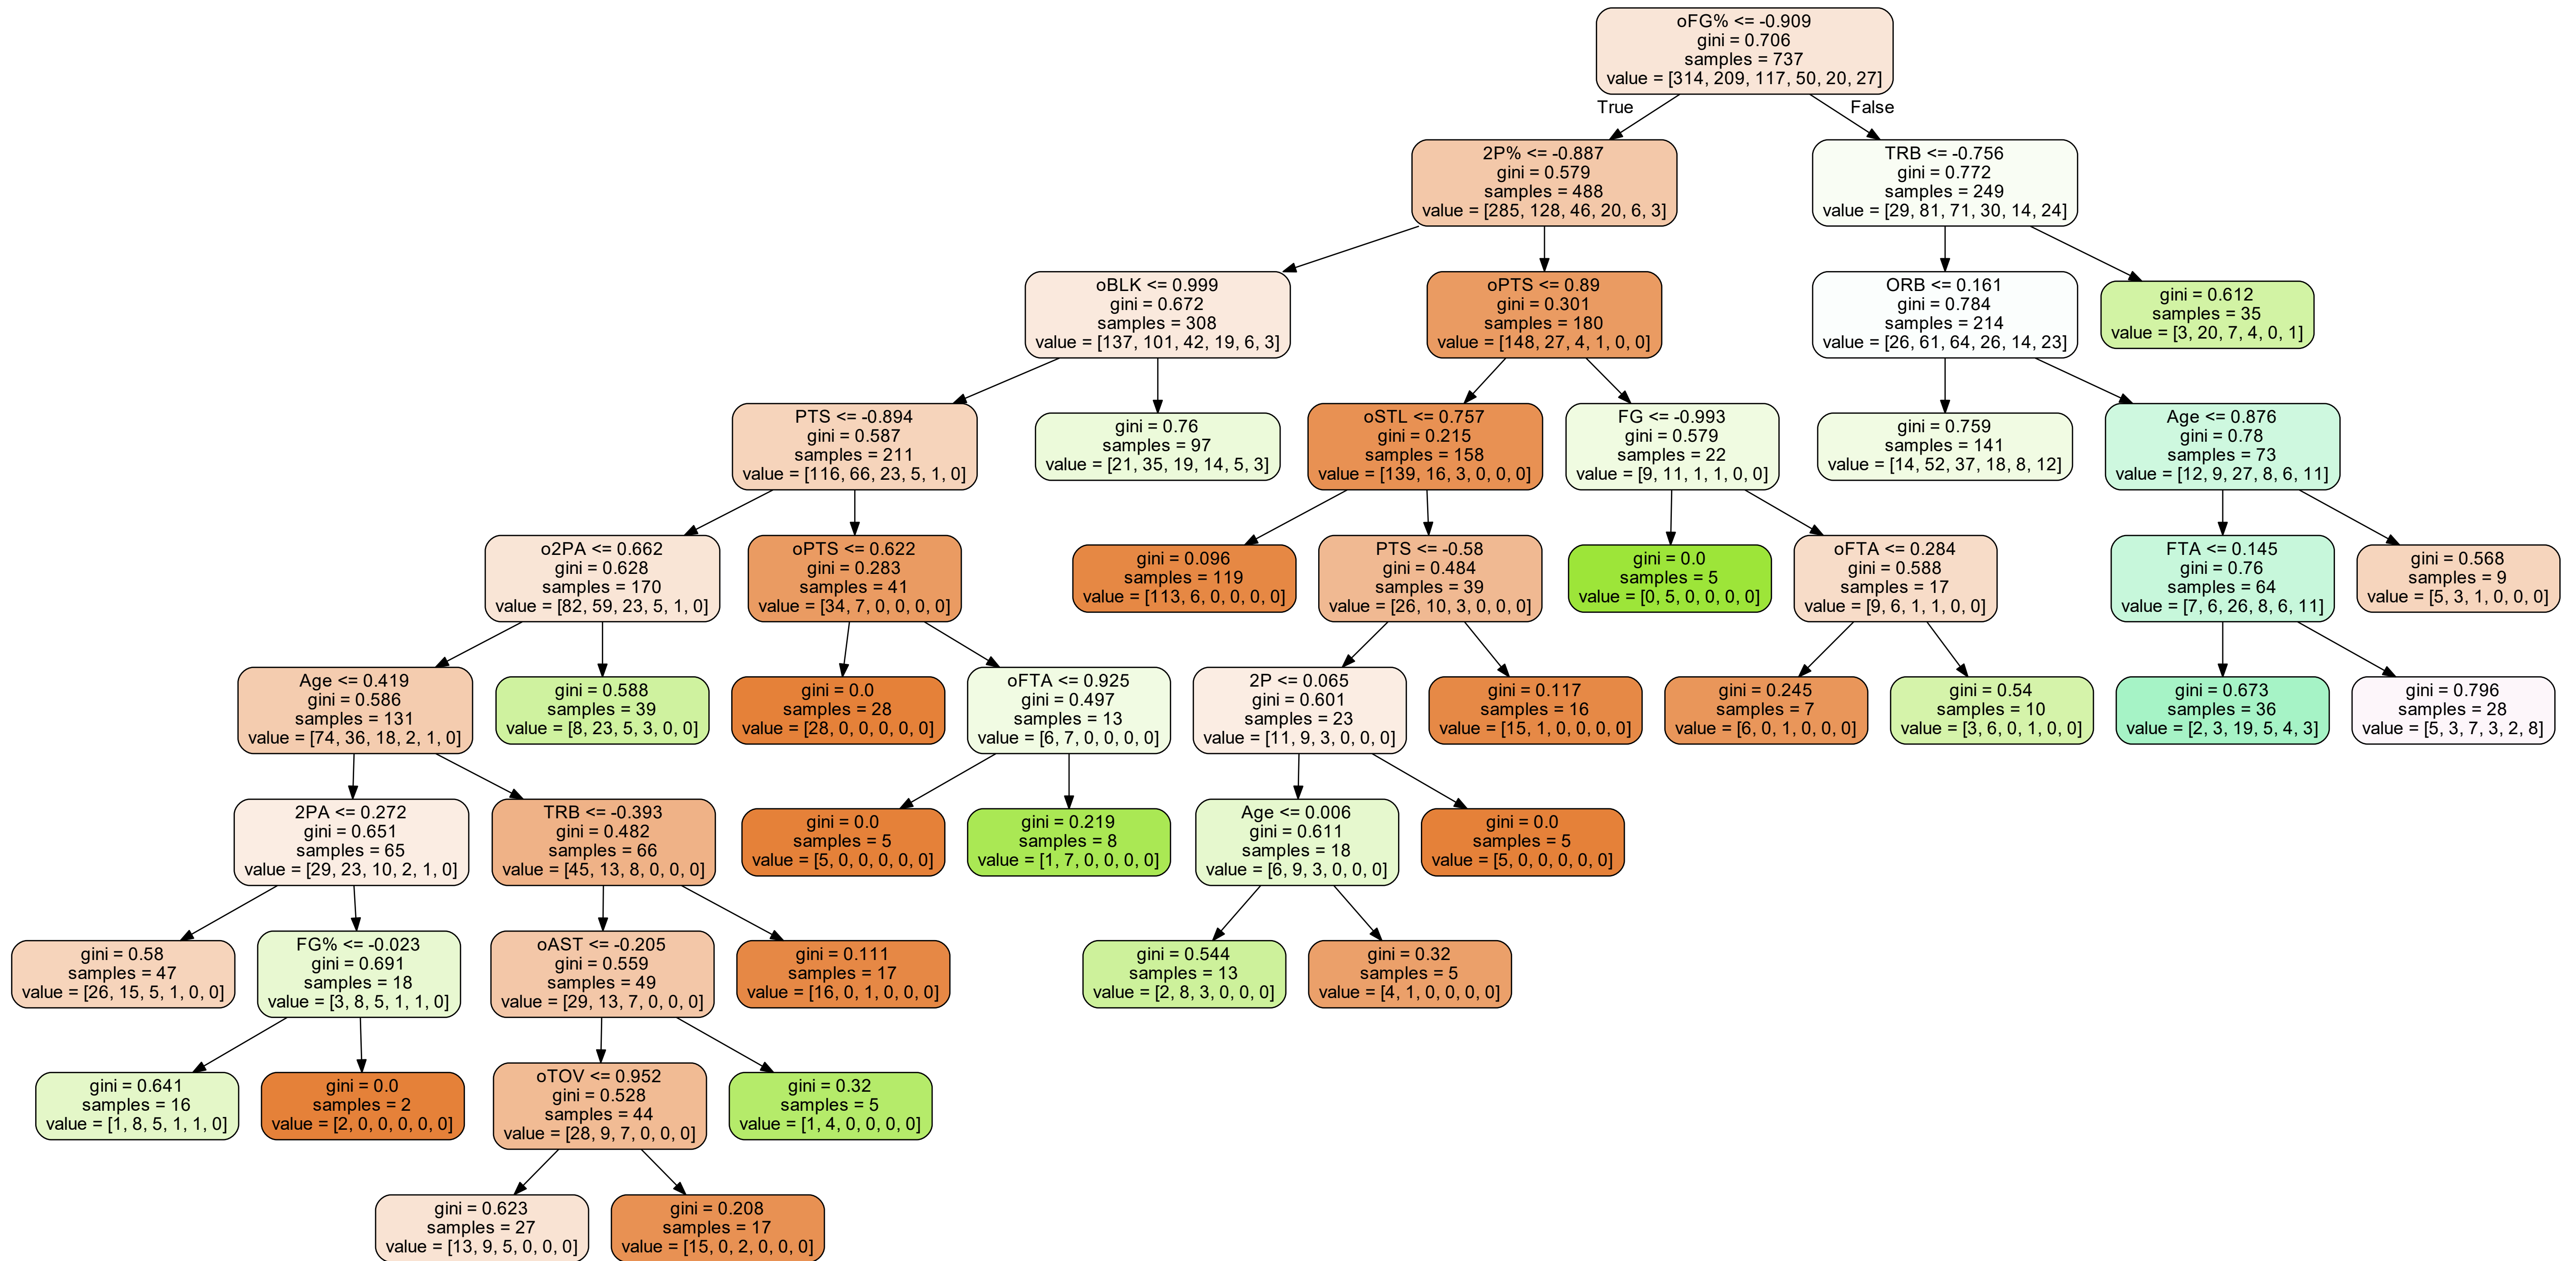 oFG% <= -0.909
gini = 0.706
samples = 737
value = [314, 209, 117, 50, 20, 27]
True
False
2P% <= -0.887
gini = 0.579
samples = 488
value = [285, 128, 46, 20, 6, 3]
TRB <= -0.756
gini = 0.772
samples = 249
value = [29, 81, 71, 30, 14, 24]
oBLK <= 0.999
gini = 0.672
samples = 308
value = [137, 101, 42, 19, 6, 3]
oPTS <= 0.89
gini = 0.301
samples = 180
value = [148, 27, 4, 1, 0, 0]
ORB <= 0.161
gini = 0.784
samples = 214
value = [26, 61, 64, 26, 14, 23]
gini = 0.612
samples = 35
value = [3, 20, 7, 4, 0, 1]
PTS <= -0.894
gini = 0.587
samples = 211
value = [116, 66, 23, 5, 1, 0]
gini = 0.76
samples = 97
value = [21, 35, 19, 14, 5, 3]
oSTL <= 0.757
gini = 0.215
samples = 158
value = [139, 16, 3, 0, 0, 0]
FG <= -0.993
gini = 0.579
samples = 22
value = [9, 11, 1, 1, 0, 0]
gini = 0.759
samples = 141
value = [14, 52, 37, 18, 8, 12]
Age <= 0.876
gini = 0.78
samples = 73
value = [12, 9, 27, 8, 6, 11]
o2PA <= 0.662
gini = 0.628
samples = 170
value = [82, 59, 23, 5, 1, 0]
oPTS <= 0.622
gini = 0.283
samples = 41
value = [34, 7, 0, 0, 0, 0]
gini = 0.096
samples = 119
value = [113, 6, 0, 0, 0, 0]
PTS <= -0.58
gini = 0.484
samples = 39
value = [26, 10, 3, 0, 0, 0]
gini = 0.0
samples = 5
value = [0, 5, 0, 0, 0, 0]
oFTA <= 0.284
gini = 0.588
samples = 17
value = [9, 6, 1, 1, 0, 0]
FTA <= 0.145
gini = 0.76
samples = 64
value = [7, 6, 26, 8, 6, 11]
gini = 0.568
samples = 9
value = [5, 3, 1, 0, 0, 0]
Age <= 0.419
gini = 0.586
samples = 131
value = [74, 36, 18, 2, 1, 0]
gini = 0.588
samples = 39
value = [8, 23, 5, 3, 0, 0]
gini = 0.0
samples = 28
value = [28, 0, 0, 0, 0, 0]
oFTA <= 0.925
gini = 0.497
samples = 13
value = [6, 7, 0, 0, 0, 0]
2P <= 0.065
gini = 0.601
samples = 23
value = [11, 9, 3, 0, 0, 0]
gini = 0.117
samples = 16
value = [15, 1, 0, 0, 0, 0]
gini = 0.245
samples = 7
value = [6, 0, 1, 0, 0, 0]
gini = 0.54
samples = 10
value = [3, 6, 0, 1, 0, 0]
gini = 0.673
samples = 36
value = [2, 3, 19, 5, 4, 3]
gini = 0.796
samples = 28
value = [5, 3, 7, 3, 2, 8]
2PA <= 0.272
gini = 0.651
samples = 65
value = [29, 23, 10, 2, 1, 0]
TRB <= -0.393
gini = 0.482
samples = 66
value = [45, 13, 8, 0, 0, 0]
gini = 0.0
samples = 5
value = [5, 0, 0, 0, 0, 0]
gini = 0.219
samples = 8
value = [1, 7, 0, 0, 0, 0]
Age <= 0.006
gini = 0.611
samples = 18
value = [6, 9, 3, 0, 0, 0]
gini = 0.0
samples = 5
value = [5, 0, 0, 0, 0, 0]
gini = 0.58
samples = 47
value = [26, 15, 5, 1, 0, 0]
FG% <= -0.023
gini = 0.691
samples = 18
value = [3, 8, 5, 1, 1, 0]
oAST <= -0.205
gini = 0.559
samples = 49
value = [29, 13, 7, 0, 0, 0]
gini = 0.111
samples = 17
value = [16, 0, 1, 0, 0, 0]
gini = 0.544
samples = 13
value = [2, 8, 3, 0, 0, 0]
gini = 0.32
samples = 5
value = [4, 1, 0, 0, 0, 0]
gini = 0.641
samples = 16
value = [1, 8, 5, 1, 1, 0]
gini = 0.0
samples = 2
value = [2, 0, 0, 0, 0, 0]
oTOV <= 0.952
gini = 0.528
samples = 44
value = [28, 9, 7, 0, 0, 0]
gini = 0.32
samples = 5
value = [1, 4, 0, 0, 0, 0]
gini = 0.623
samples = 27
value = [13, 9, 5, 0, 0, 0]
gini = 0.208
samples = 17
value = [15, 0, 2, 0, 0, 0]